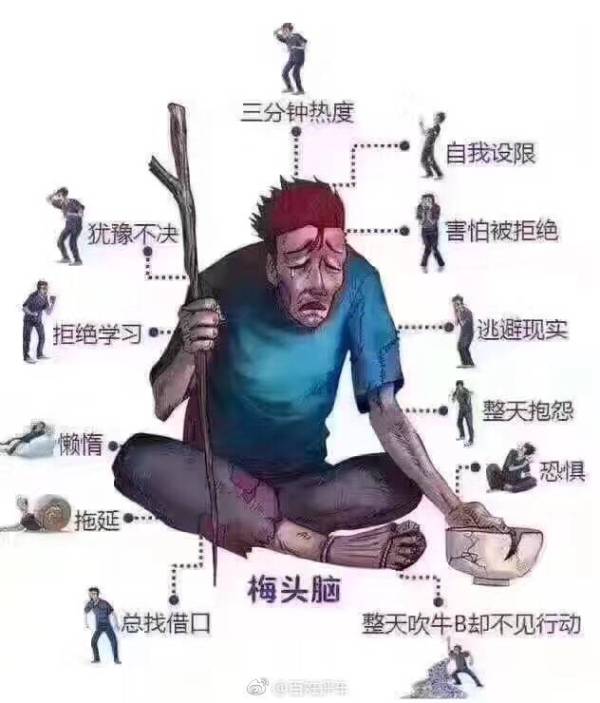 三分钟热度
自我设限
犹豫不决
害怕被拒绝
拒绝学习
逃避现实
整天抱怨
懒惰
恐惧
拖延
梅头脑
总找借口
整天吹牛B却不见行动